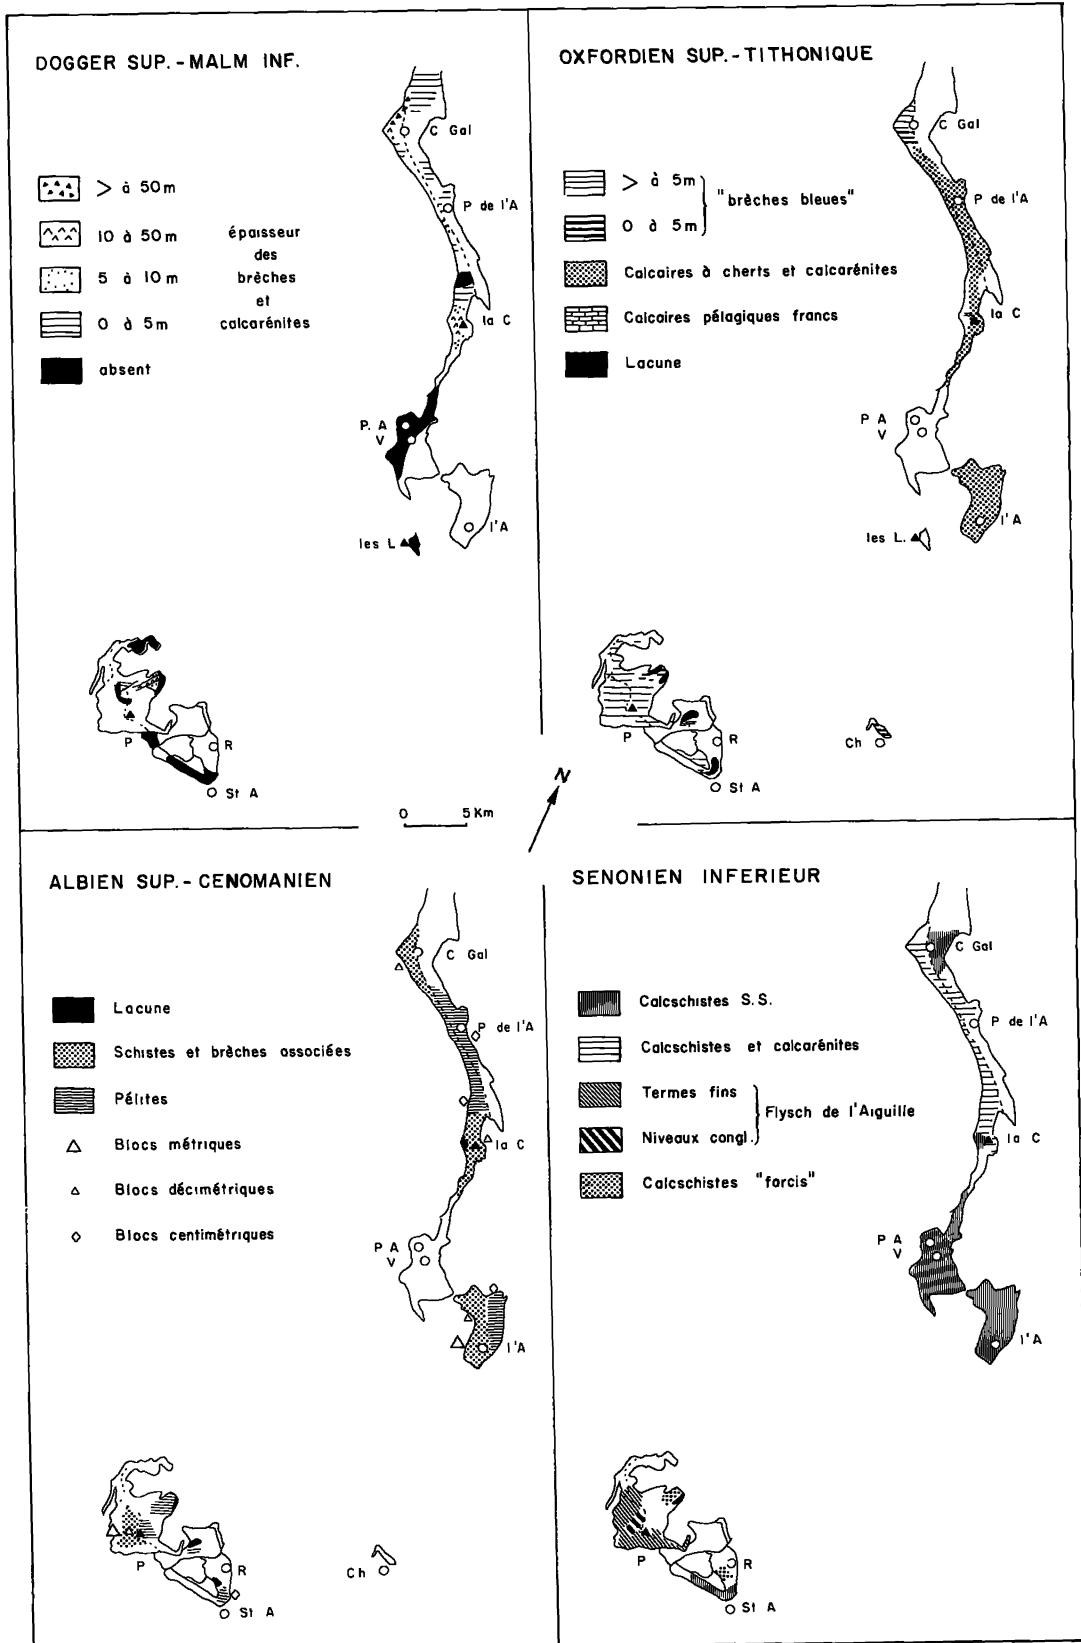 DOGGER SUP.-MALM INF.
> à 50m
10 à 50m
5 à 10m
0 à 5m
absent
épaisseur
des
brèches
et
calcarénites
C Gal
P de l'A
la C
P. A
V
l'A
les L
P
R
St A
OXFORDIEN SUP.-TITHONIQUE
> à 5m
0 à 5m
"brèches bleues"
Calcaires à cherts et calcarénites
Calcaires pélagiques francs
Lacune
C Gal
P de l'A
la C
P A
V
l'A
les L.
P
R
St A
Ch
N
0 5 Km
ALBIEN SUP.-CENOMANIEN
Lacune
Schistes et brèches associées
Pélites
Blocs métriques
Blocs décimétriques
Blocs centimétriques
C Gal
P de l'A
la C
P A
V
l'A
P
R
St A
Ch
SENONIEN INFERIEUR
Calcschistes S.S.
Calcschistes et calcarénites
Termes fins
Niveaux congl.
Flysch de l'Aiguille
Calcschistes "farcis"
C Gal
P de l'A
la C
P A
V
l'A
P
R
St A